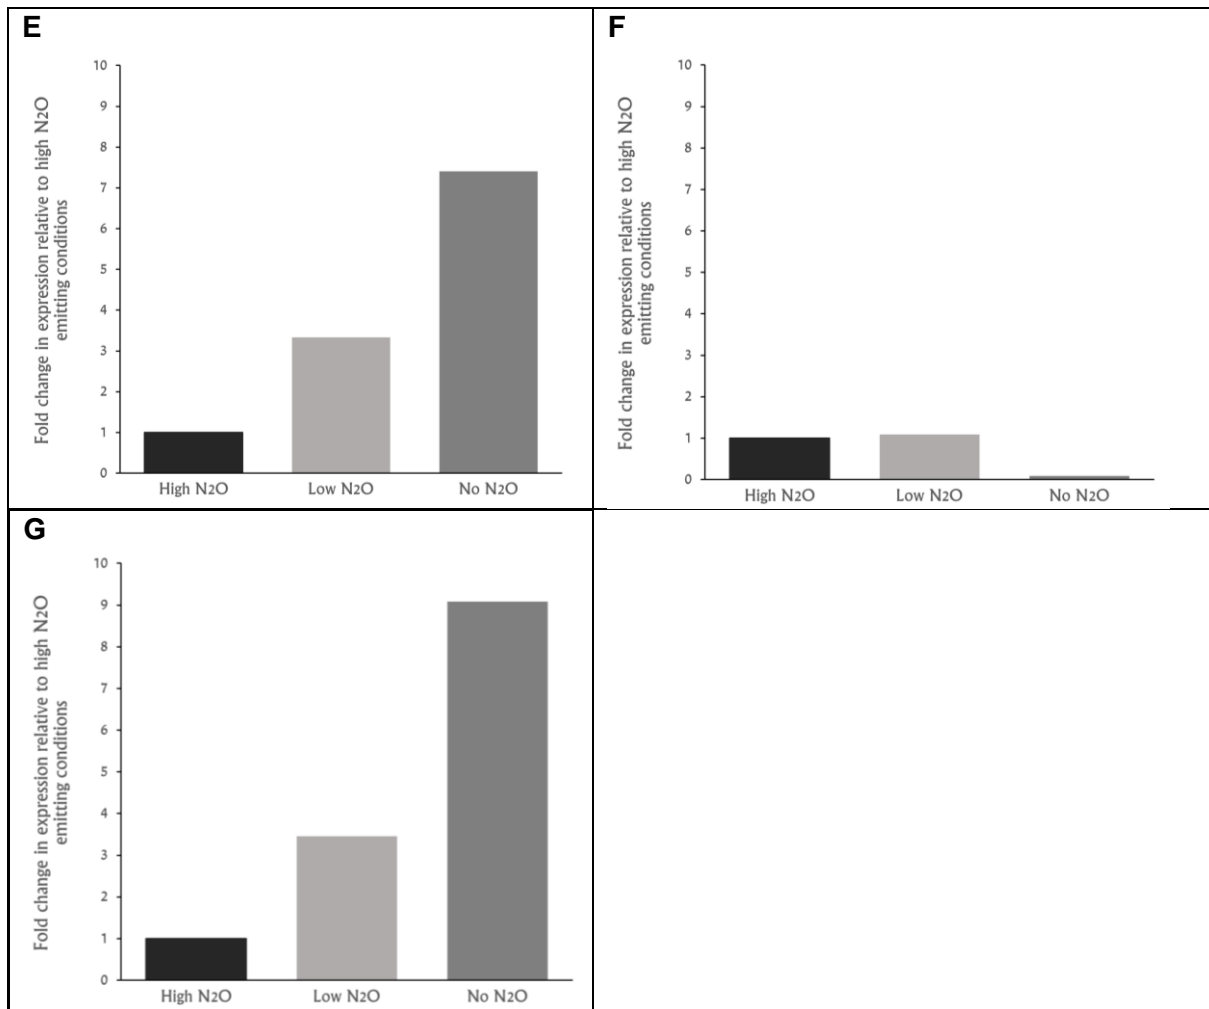 E
Fold change in expression relative to high N2O
emitting conditions
10
9
8
7
6
5
4
3
2
1
0
High N2O Low N2O No N2O
F
Fold change in expression relative to high N2O
emitting conditions
10
9
8
7
6
5
4
3
2
1
0
High N2O Low N2O No N2O
G
Fold change in expression relative to high N2O
emitting conditions
10
9
8
7
6
5
4
3
2
1
0
High N2O Low N2O No N2O